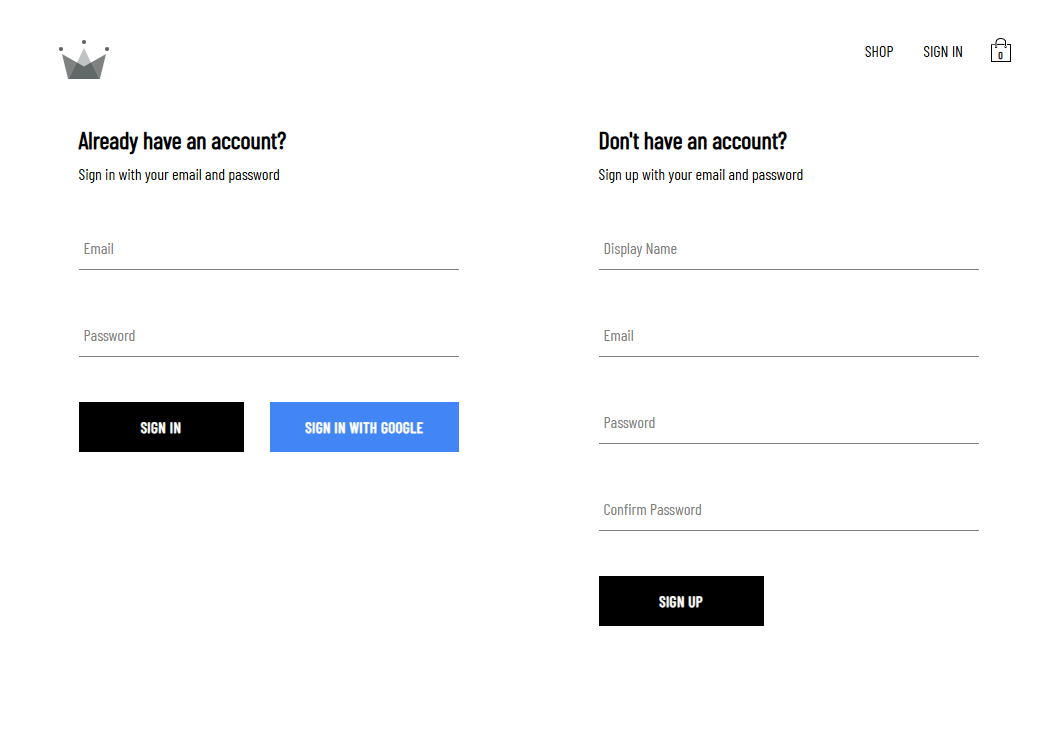 SHOP
SIGN IN
0
Already have an account?
Sign in with your email and password
Email
Password
SIGN IN
SIGN IN WITH GOOGLE
Don't have an account?
Sign up with your email and password
Display Name
Email
Password
Confirm Password
SIGN UP